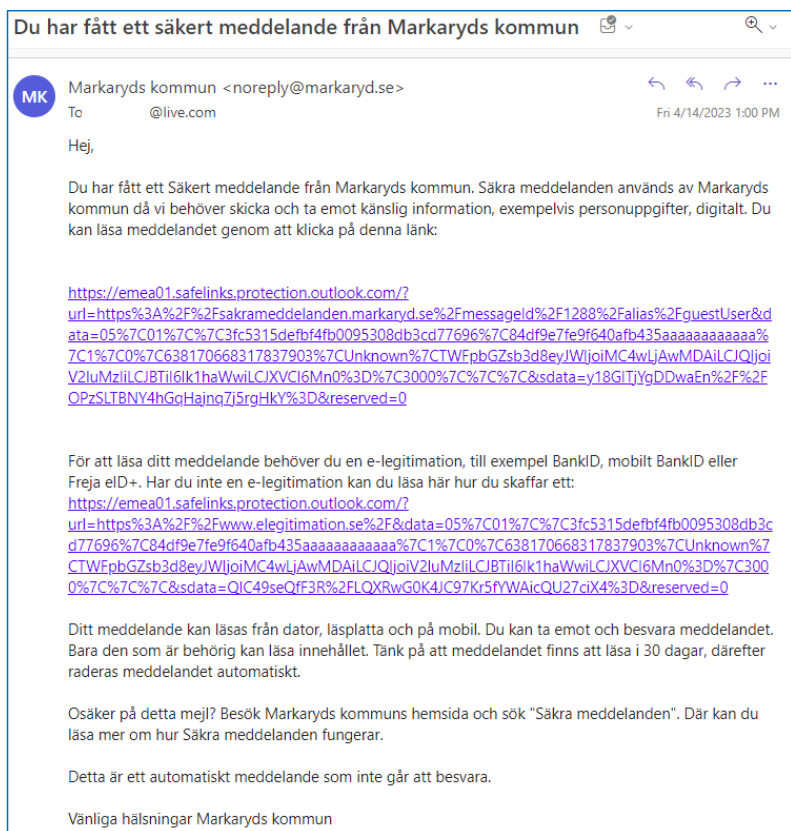 Du har fått ett säkert meddelande från Markaryds kommun
MK
Markaryds kommun <noreply@markaryd.se>
To @live.com
Fri 4/14/2023 1:00 PM
Hej,
Du har fått ett Säkert meddelande från Markaryds kommun. Säkra meddelanden används av Markaryds
kommun då vi behöver skicka och ta emot känslig information, exempelvis personuppgifter, digitalt. Du
kan läsa meddelandet genom att klicka på denna länk:
https://emea01.safelinks.protection.outlook.com/?
url=https%3A%2F%2Fsakrameddelanden.markaryd.se%2FmessageId%2F1288%2Falias%2FguestUser&d
ata=05%7C01%7C%7C3fc5315defbf4fb0095308db3cd77696%7C84df9e7fe9f640afb435aaaaaaaaaaaa%
7C1%7C0%7C638170668317837903%7CUnknown%7CTWFpbGZsb3d8eyJWIjoiMC4wLjAwMDAiLCJQIjoi
V2luMzIiLCJBTiI6Ik1haWwiLCJXVCI6Mn0%3D%7C3000%7C%7C%7C&sdata=y18GlTjYgDDwaEn%2F%2F
OPzSLTBNY4hGqHajnq7j5rgHkY%3D&reserved=0
För att läsa ditt meddelande behöver du en e-legitimation, till exempel BankID, mobilt BankID eller
Freja eID+. Har du inte en e-legitimation kan du läsa här hur du skaffar ett:
https://emea01.safelinks.protection.outlook.com/?
url=https%3A%2F%2Fwww.elegitimation.se%2F&data=05%7C01%7C%7C3fc5315defbf4fb0095308db3c
d77696%7C84df9e7fe9f640afb435aaaaaaaaaaaa%7C1%7C0%7C638170668317837903%7CUnknown%7
CTWFpbGZsb3d8eyJWIjoiMC4wLjAwMDAiLCJQIjoiV2luMzIiLCJBTiI6Ik1haWwiLCJXVCI6Mn0%3D%7C300
0%7C%7C%7C&sdata=QIC49seQfF3R%2FLQXRwG0K4JC97Kr5fYWAicQU27ciX4%3D&reserved=0
Ditt meddelande kan läsas från dator, läsplatta och på mobil. Du kan ta emot och besvara meddelandet.
Bara den som är behörig kan läsa innehållet. Tänk på att meddelandet finns att läsa i 30 dagar, därefter
raderas meddelandet automatiskt.
Osäker på detta mejl? Besök Markaryds kommuns hemsida och sök "Säkra meddelanden". Där kan du
läsa mer om hur Säkra meddelanden fungerar.
Detta är ett automatiskt meddelande som inte går att besvara.
Vänliga hälsningar Markaryds kommun